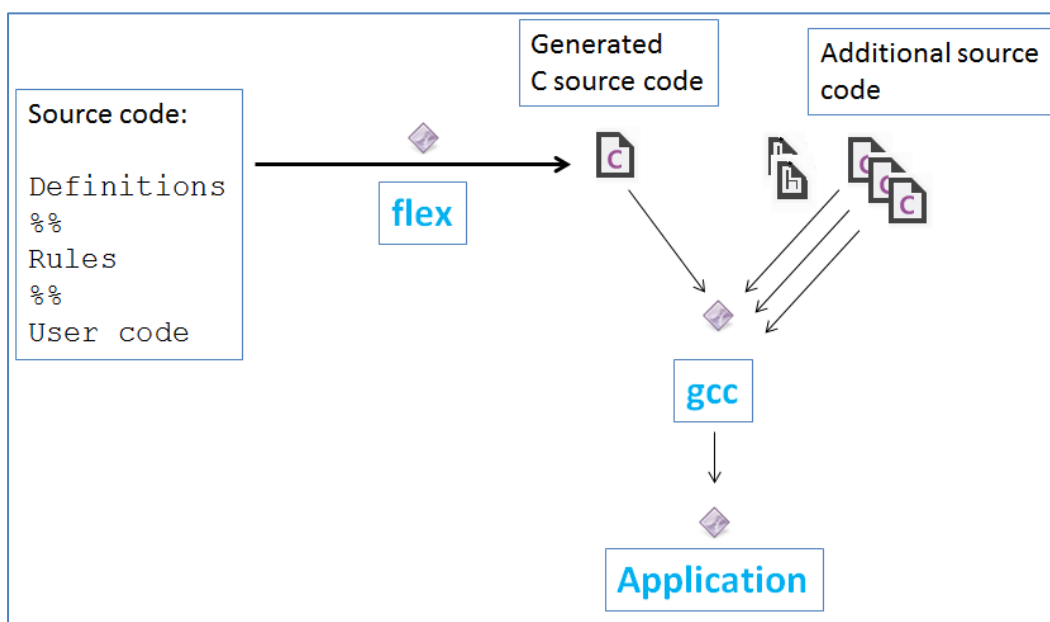 Source code:
Definitions
%%
Rules
%%
User code
flex
Generated
C source code
C
Additional source
code
h
h
C
C
C
gcc
Application